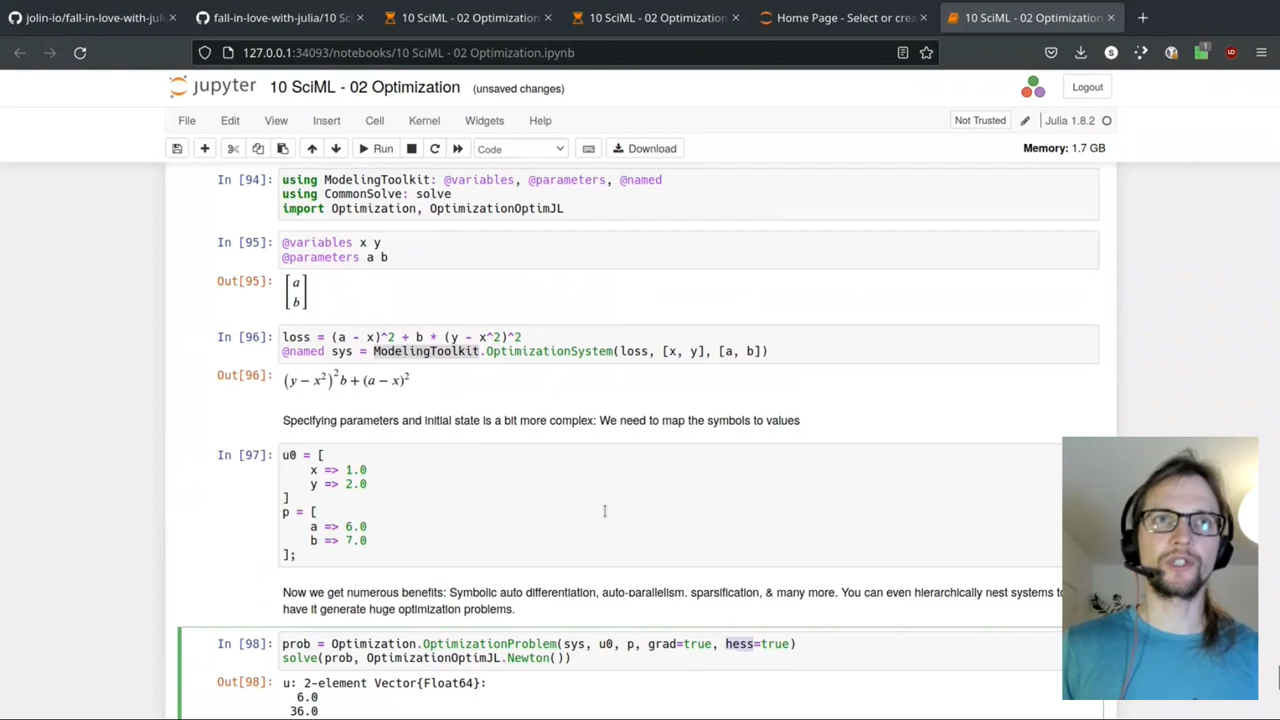 jolin-io/fall-in-love-with-juli
fall-in-love-with-julia/10 SciM
10 SciML - 02 Optimization
10 SciML - 02 Optimization
Home Page - Select or crea
10 SciML - 02 Optimization
127.0.0.1:34093/notebooks/10 SciML - 02 Optimization.ipynb
jupyter 10 SciML - 02 Optimization (unsaved changes)
Logout
File Edit View Insert Cell Kernel Widgets Help
Not Trusted
Julia 1.8.2
Run
Code
Download
Memory: 1.7 GB
In [94]: using ModelingToolkit: @variables, @parameters, @named
using CommonSolve: solve
import Optimization, OptimizationOptimJL
In [95]: @variables x y
@parameters a b
Out[95]: [a
b]
In [96]: loss = (a - x)^2 + b * (y - x^2)^2
@named sys = ModelingToolkit.OptimizationSystem(loss, [x, y], [a, b])
Out[96]: (y − x²)²b + (a − x)²
Specifying parameters and initial state is a bit more complex: We need to map the symbols to values
In [97]: u0 = [
x => 1.0
y => 2.0
]
p = [
a => 6.0
b => 7.0
];
Now we get numerous benefits: Symbolic auto differentiation, auto-parallelism. sparsification, & many more. You can even hierarchically nest systems to
have it generate huge optimization problems.
In [98]: prob = Optimization.OptimizationProblem(sys, u0, p, grad=true, hess=true)
solve(prob, OptimizationOptimJL.Newton())
Out[98]: u: 2-element Vector{Float64}:
6.0
36.0